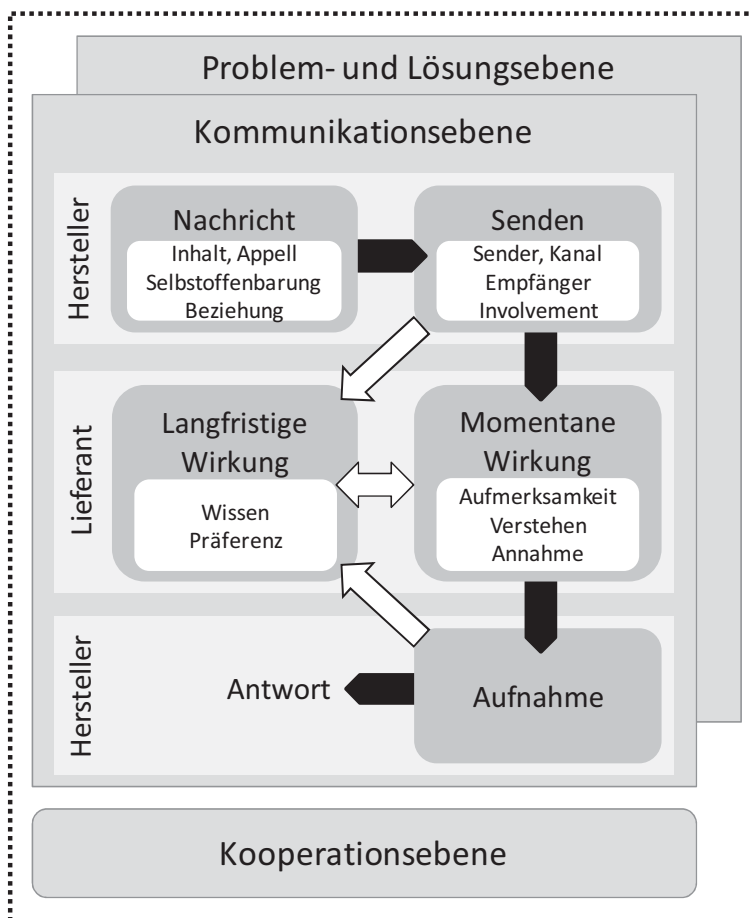 Problem- und Lösungsebene
Kommunikationsebene
Hersteller
Nachricht
Inhalt, Appell
Selbstoffenbarung
Beziehung
Senden
Sender, Kanal
Empfänger
Involvement
Lieferant
Langfristige
Wirkung
Wissen
Präferenz
Momentane
Wirkung
Aufmerksamkeit
Verstehen
Annahme
Hersteller
Antwort
Aufnahme
Kooperationsebene